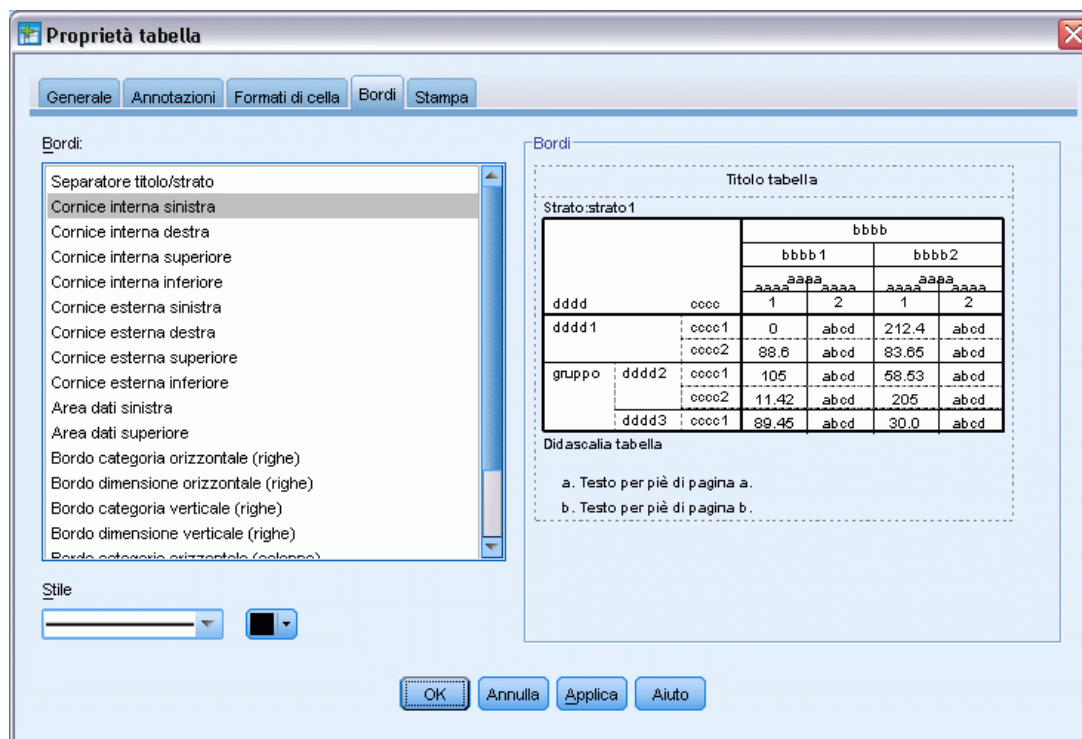 Proprietà tabella
Generale Annotazioni Formati di cella Bordi Stampa
Bordi:
Separatore titolo/strato
Cornice interna sinistra
Cornice interna destra
Cornice interna superiore
Cornice interna inferiore
Cornice esterna sinistra
Cornice esterna destra
Cornice esterna superiore
Cornice esterna inferiore
Area dati sinistra
Area dati superiore
Bordo categoria orizzontale (righe)
Bordo dimensione orizzontale (righe)
Bordo categoria verticale (righe)
Bordo dimensione verticale (righe)
Bordo categoria orizzontale (colonne)
Stile
Bordi
Titolo tabella
Strato:strato1
bbbb
bbbb1 bbbb2
aaaa aaaa
aaaa aaaa aaaa aaaa
dddd cccc 1 2 1 2
dddd1 cccc1 0 abcd 212.4 abcd
cccc2 88.6 abcd 83.65 abcd
gruppo dddd2 cccc1 105 abcd 58.53 abcd
cccc2 11.42 abcd 205 abcd
dddd3 cccc1 89.45 abcd 30.0 abcd
Didascalia tabella
a. Testo per piè di pagina a.
b. Testo per piè di pagina b.
OK Annulla Applica Aiuto